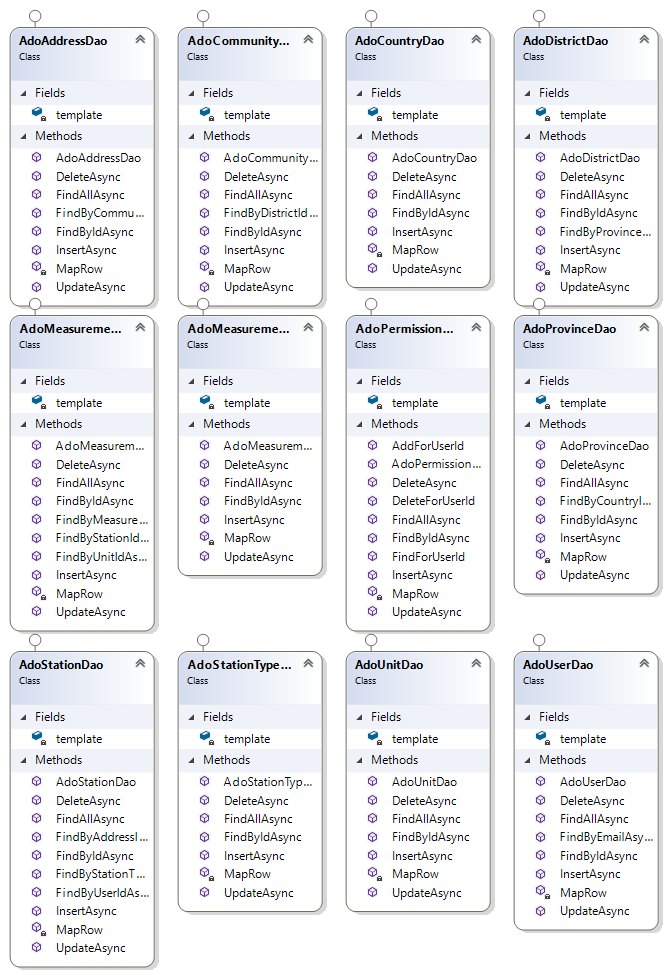 AdoAddressDao
Class
Fields
template
Methods
AdoAddressDao
DeleteAsync
FindAllAsync
FindByCommu...
FindByIdAsync
InsertAsync
MapRow
UpdateAsync
AdoCommunity...
Class
Fields
template
Methods
AdoCommunity...
DeleteAsync
FindAllAsync
FindByDistrictId...
FindByIdAsync
InsertAsync
MapRow
UpdateAsync
AdoCountryDao
Class
Fields
template
Methods
AdoCountryDao
DeleteAsync
FindAllAsync
FindByIdAsync
InsertAsync
MapRow
UpdateAsync
AdoDistrictDao
Class
Fields
template
Methods
AdoDistrictDao
DeleteAsync
FindAllAsync
FindByIdAsync
FindByProvince...
InsertAsync
MapRow
UpdateAsync
AdoMeasureme...
Class
Fields
template
Methods
AdoMeasurem...
DeleteAsync
FindAllAsync
FindByIdAsync
FindByMeasure...
FindByStationId...
FindByUnitIdAs...
InsertAsync
MapRow
UpdateAsync
AdoMeasureme...
Class
Fields
template
Methods
AdoMeasurem...
DeleteAsync
FindAllAsync
FindByIdAsync
InsertAsync
MapRow
UpdateAsync
AdoPermission...
Class
Fields
template
Methods
AddForUserId
AdoPermission...
DeleteAsync
DeleteForUserId
FindAllAsync
FindByIdAsync
FindForUserId
InsertAsync
MapRow
UpdateAsync
AdoProvinceDao
Class
Fields
template
Methods
AdoProvinceDao
DeleteAsync
FindAllAsync
FindByCountryI...
FindByIdAsync
InsertAsync
MapRow
UpdateAsync
AdoStationDao
Class
Fields
template
Methods
AdoStationDao
DeleteAsync
FindAllAsync
FindByAddressI...
FindByIdAsync
FindByStationT...
FindByUserIdAs...
InsertAsync
MapRow
UpdateAsync
AdoStationType...
Class
Fields
template
Methods
AdoStationTyp...
DeleteAsync
FindAllAsync
FindByIdAsync
InsertAsync
MapRow
UpdateAsync
AdoUnitDao
Class
Fields
template
Methods
AdoUnitDao
DeleteAsync
FindAllAsync
FindByIdAsync
InsertAsync
MapRow
UpdateAsync
AdoUserDao
Class
Fields
template
Methods
AdoUserDao
DeleteAsync
FindAllAsync
FindByEmailAsy...
FindByIdAsync
InsertAsync
MapRow
UpdateAsync